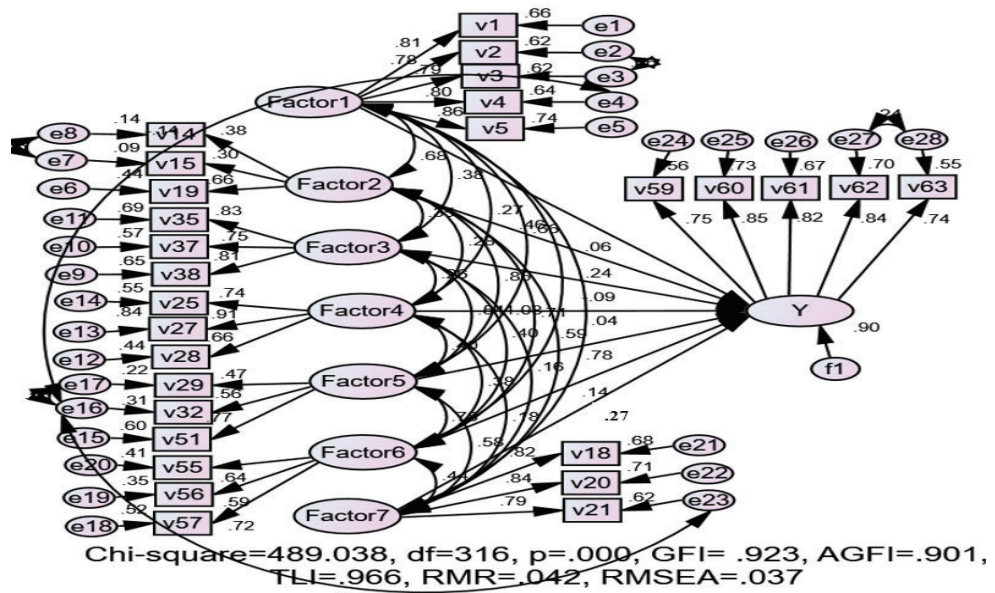 .66
v1
e1
.81
.62
v2
e2
.78
.79
.62
v3
e3
Factor1
.80
.64
v4
e4
.86
.74
v5
e5
e8
.14
.14
.38
e7
.09
v15
.30
.68
.38
Factor2
e6
.44
v19
.66
e11
.69
v35
.83
.27
.46
Factor3
e10
.57
v37
.75
.06
e9
.65
v38
.81
.24
e14
.55
v25
.74
.09
Factor4
.71
e13
.84
v27
.91
.04
.40
.59
e12
.44
v28
.66
.78
.16
e17
.22
v29
.47
Factor5
.38
.14
e16
.31
v32
.56
.18
.27
e15
.60
v51
.77
.58
e20
.41
v55
Factor6
.82
v18
.68
e21
e19
.35
v56
.64
.44
.84
v20
.71
e22
e18
.52
v57
.59
.72
Factor7
.79
v21
.62
e23
.24
e24
e25
e26
e27
e28
.56
.73
.67
.70
.55
v59
v60
v61
v62
v63
.75
.85
.82
.84
.74
Y
.90
f1
Chi-square=489.038, df=316, p=.000, GFI= .923, AGFI=.901,
TLI=.966, RMR=.042, RMSEA=.037